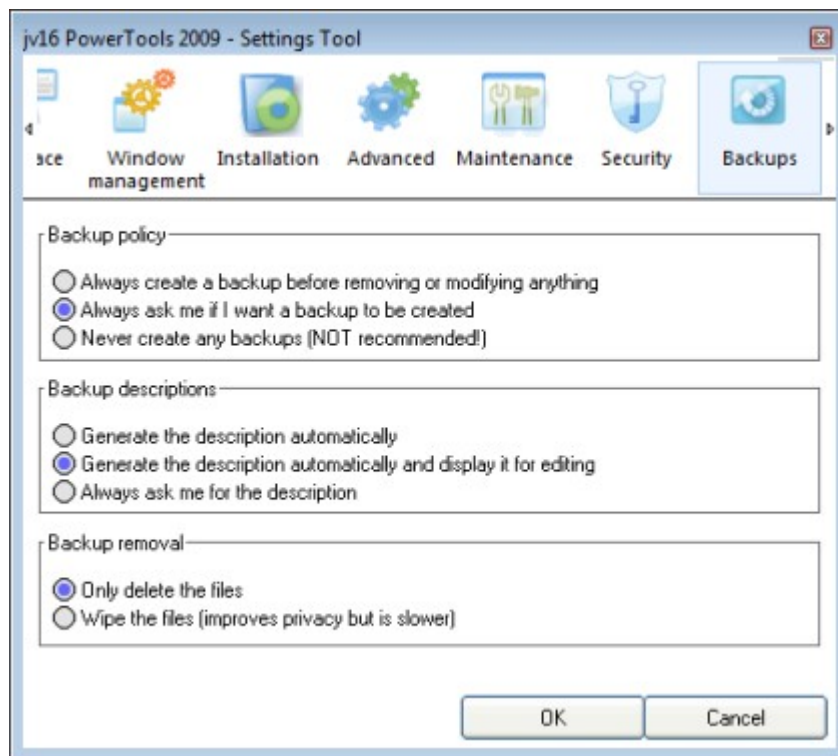 jv16 PowerTools 2009 - Settings Tool
ace
Window
management
Installation
Advanced
Maintenance
Security
Backups
Backup policy
Always create a backup before removing or modifying anything
Always ask me if I want a backup to be created
Never create any backups (NOT recommended!)
Backup descriptions
Generate the description automatically
Generate the description automatically and display it for editing
Always ask me for the description
Backup removal
Only delete the files
Wipe the files (improves privacy but is slower)
OK
Cancel